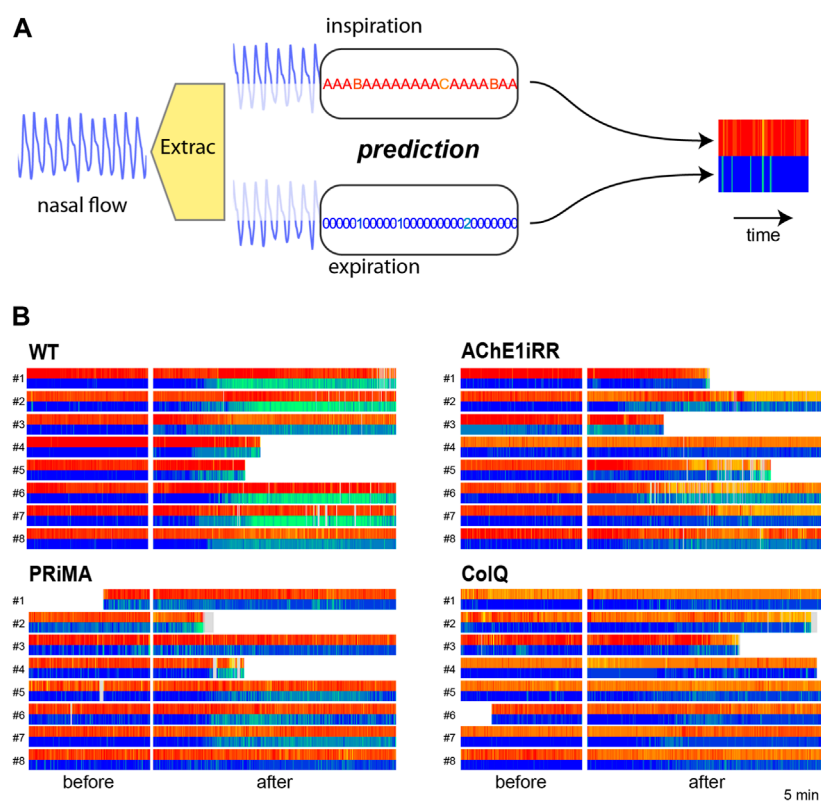 A
inspiration
AAABAAAAAAAACAAAABAA
Extrac
prediction
nasal flow
000001000001000000000020000000
expiration
time
B
WT
#1
#2
#3
#4
#5
#6
#7
#8
AChE1iRR
#1
#2
#3
#4
#5
#6
#7
#8
PRiMA
#1
#2
#3
#4
#5
#6
#7
#8
before
after
ColQ
#1
#2
#3
#4
#5
#6
#7
#8
before
after
5 min